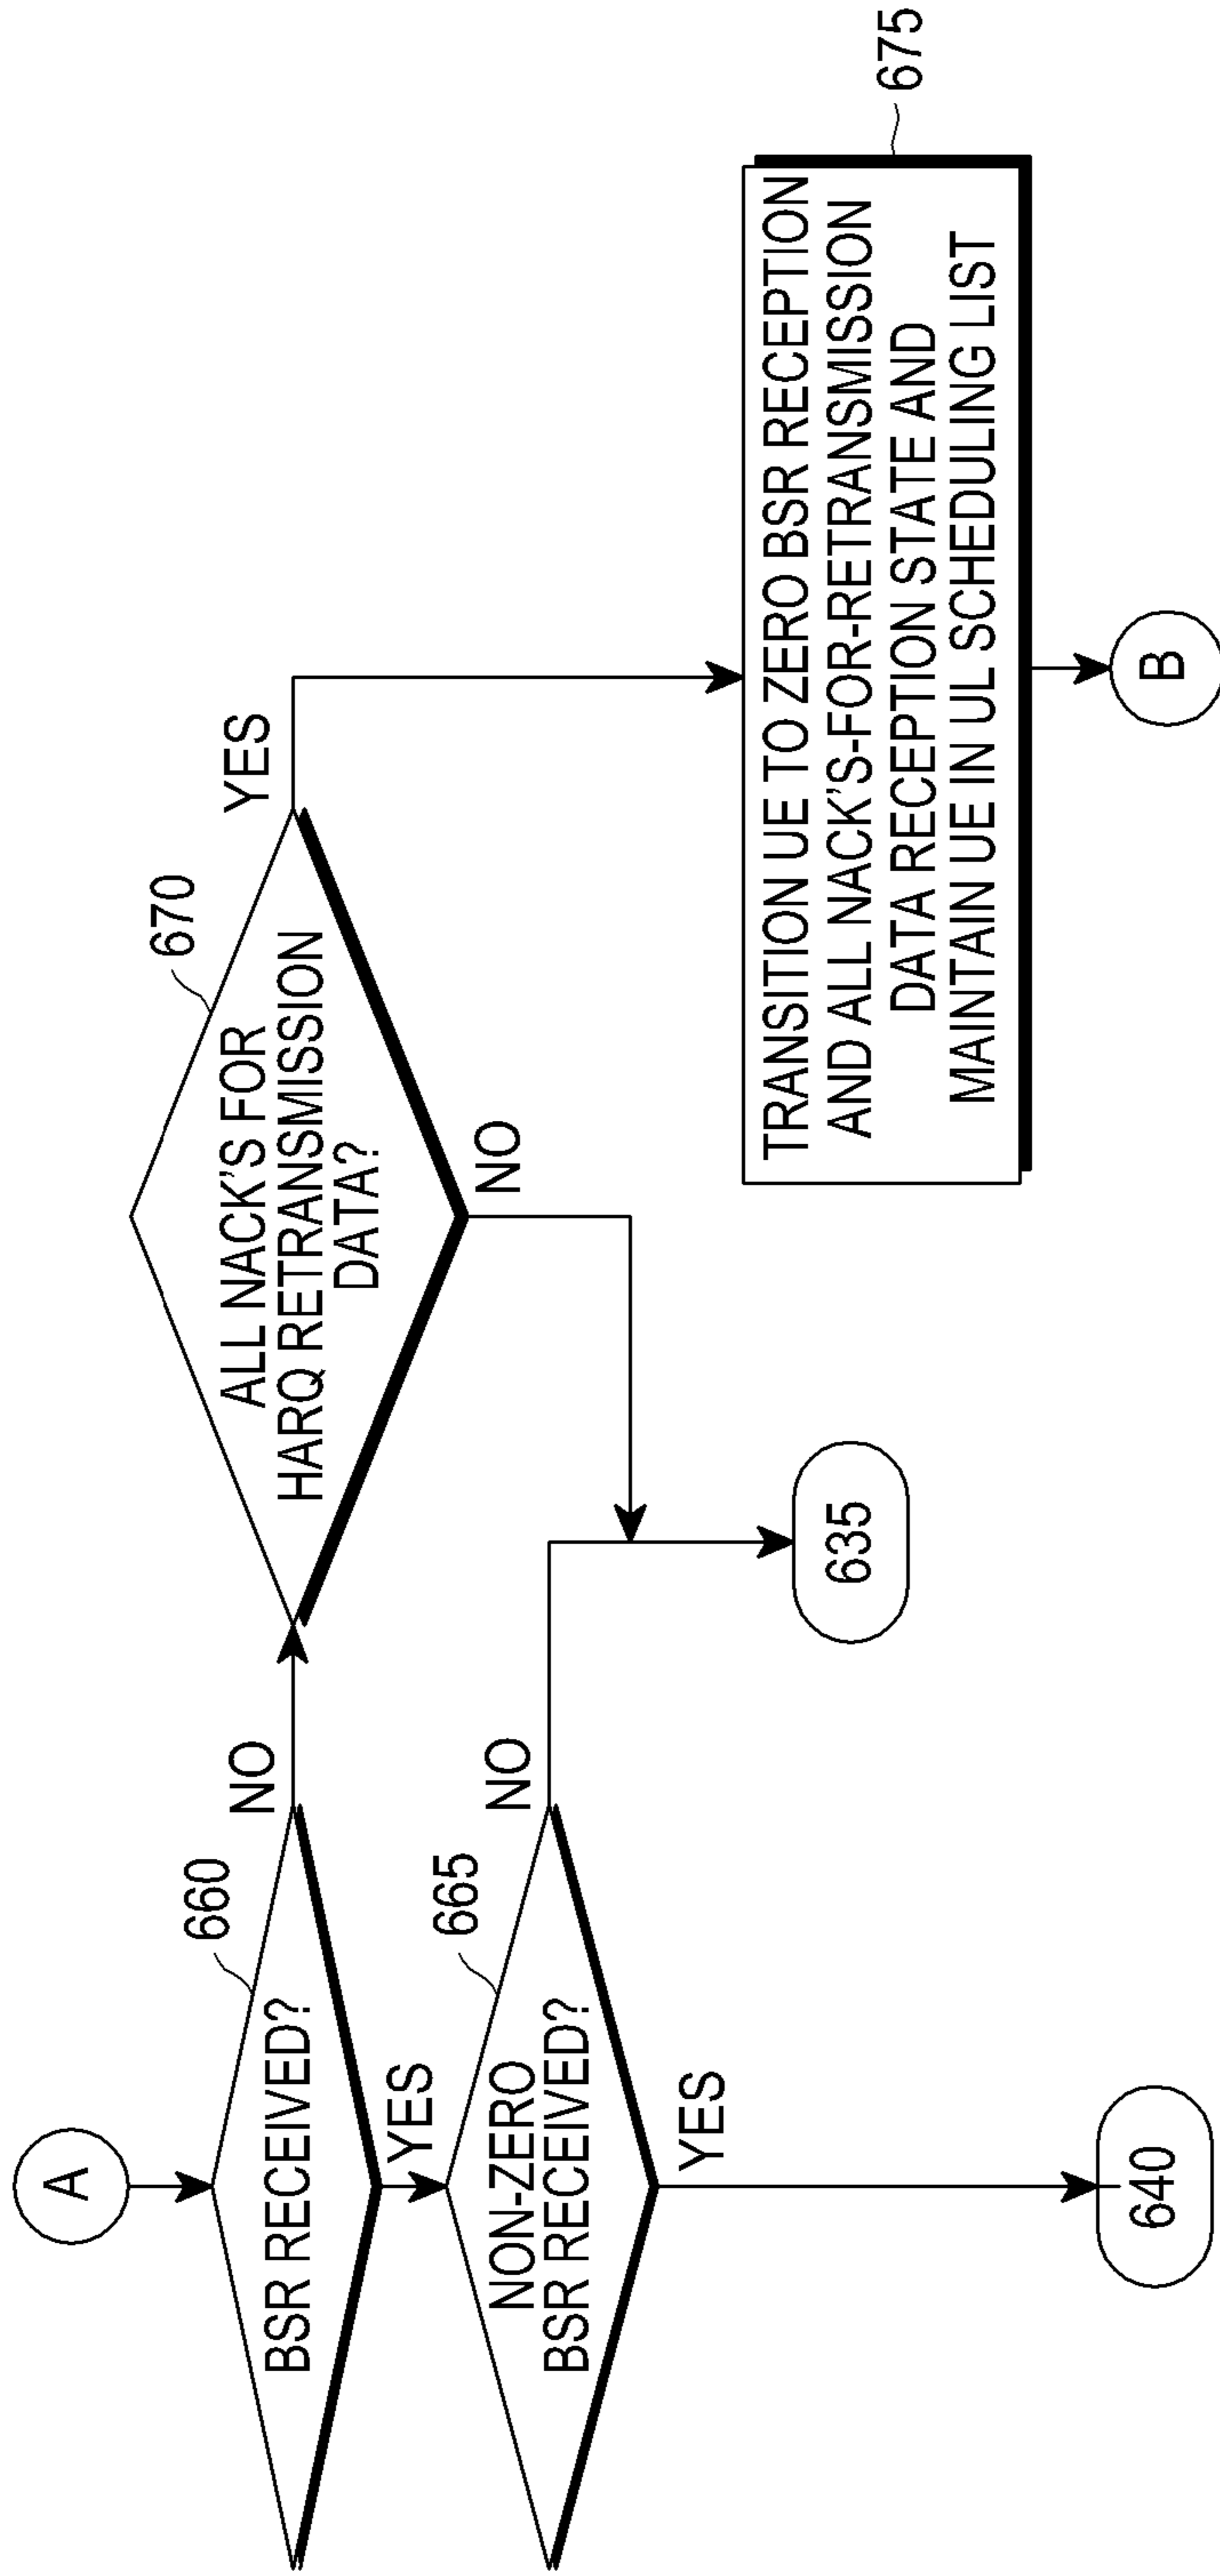 A
660
BSR RECEIVED?
NO
YES
665
NON-ZERO
BSR RECEIVED?
NO
YES
640
670
ALL NACK'S FOR
HARQ RETRANSMISSION
DATA?
YES
NO
635
TRANSITION UE TO ZERO BSR RECEPTION
AND ALL NACK'S-FOR-RETRANSMISSION
DATA RECEPTION STATE AND
MAINTAIN UE IN UL SCHEDULING LIST
675
B